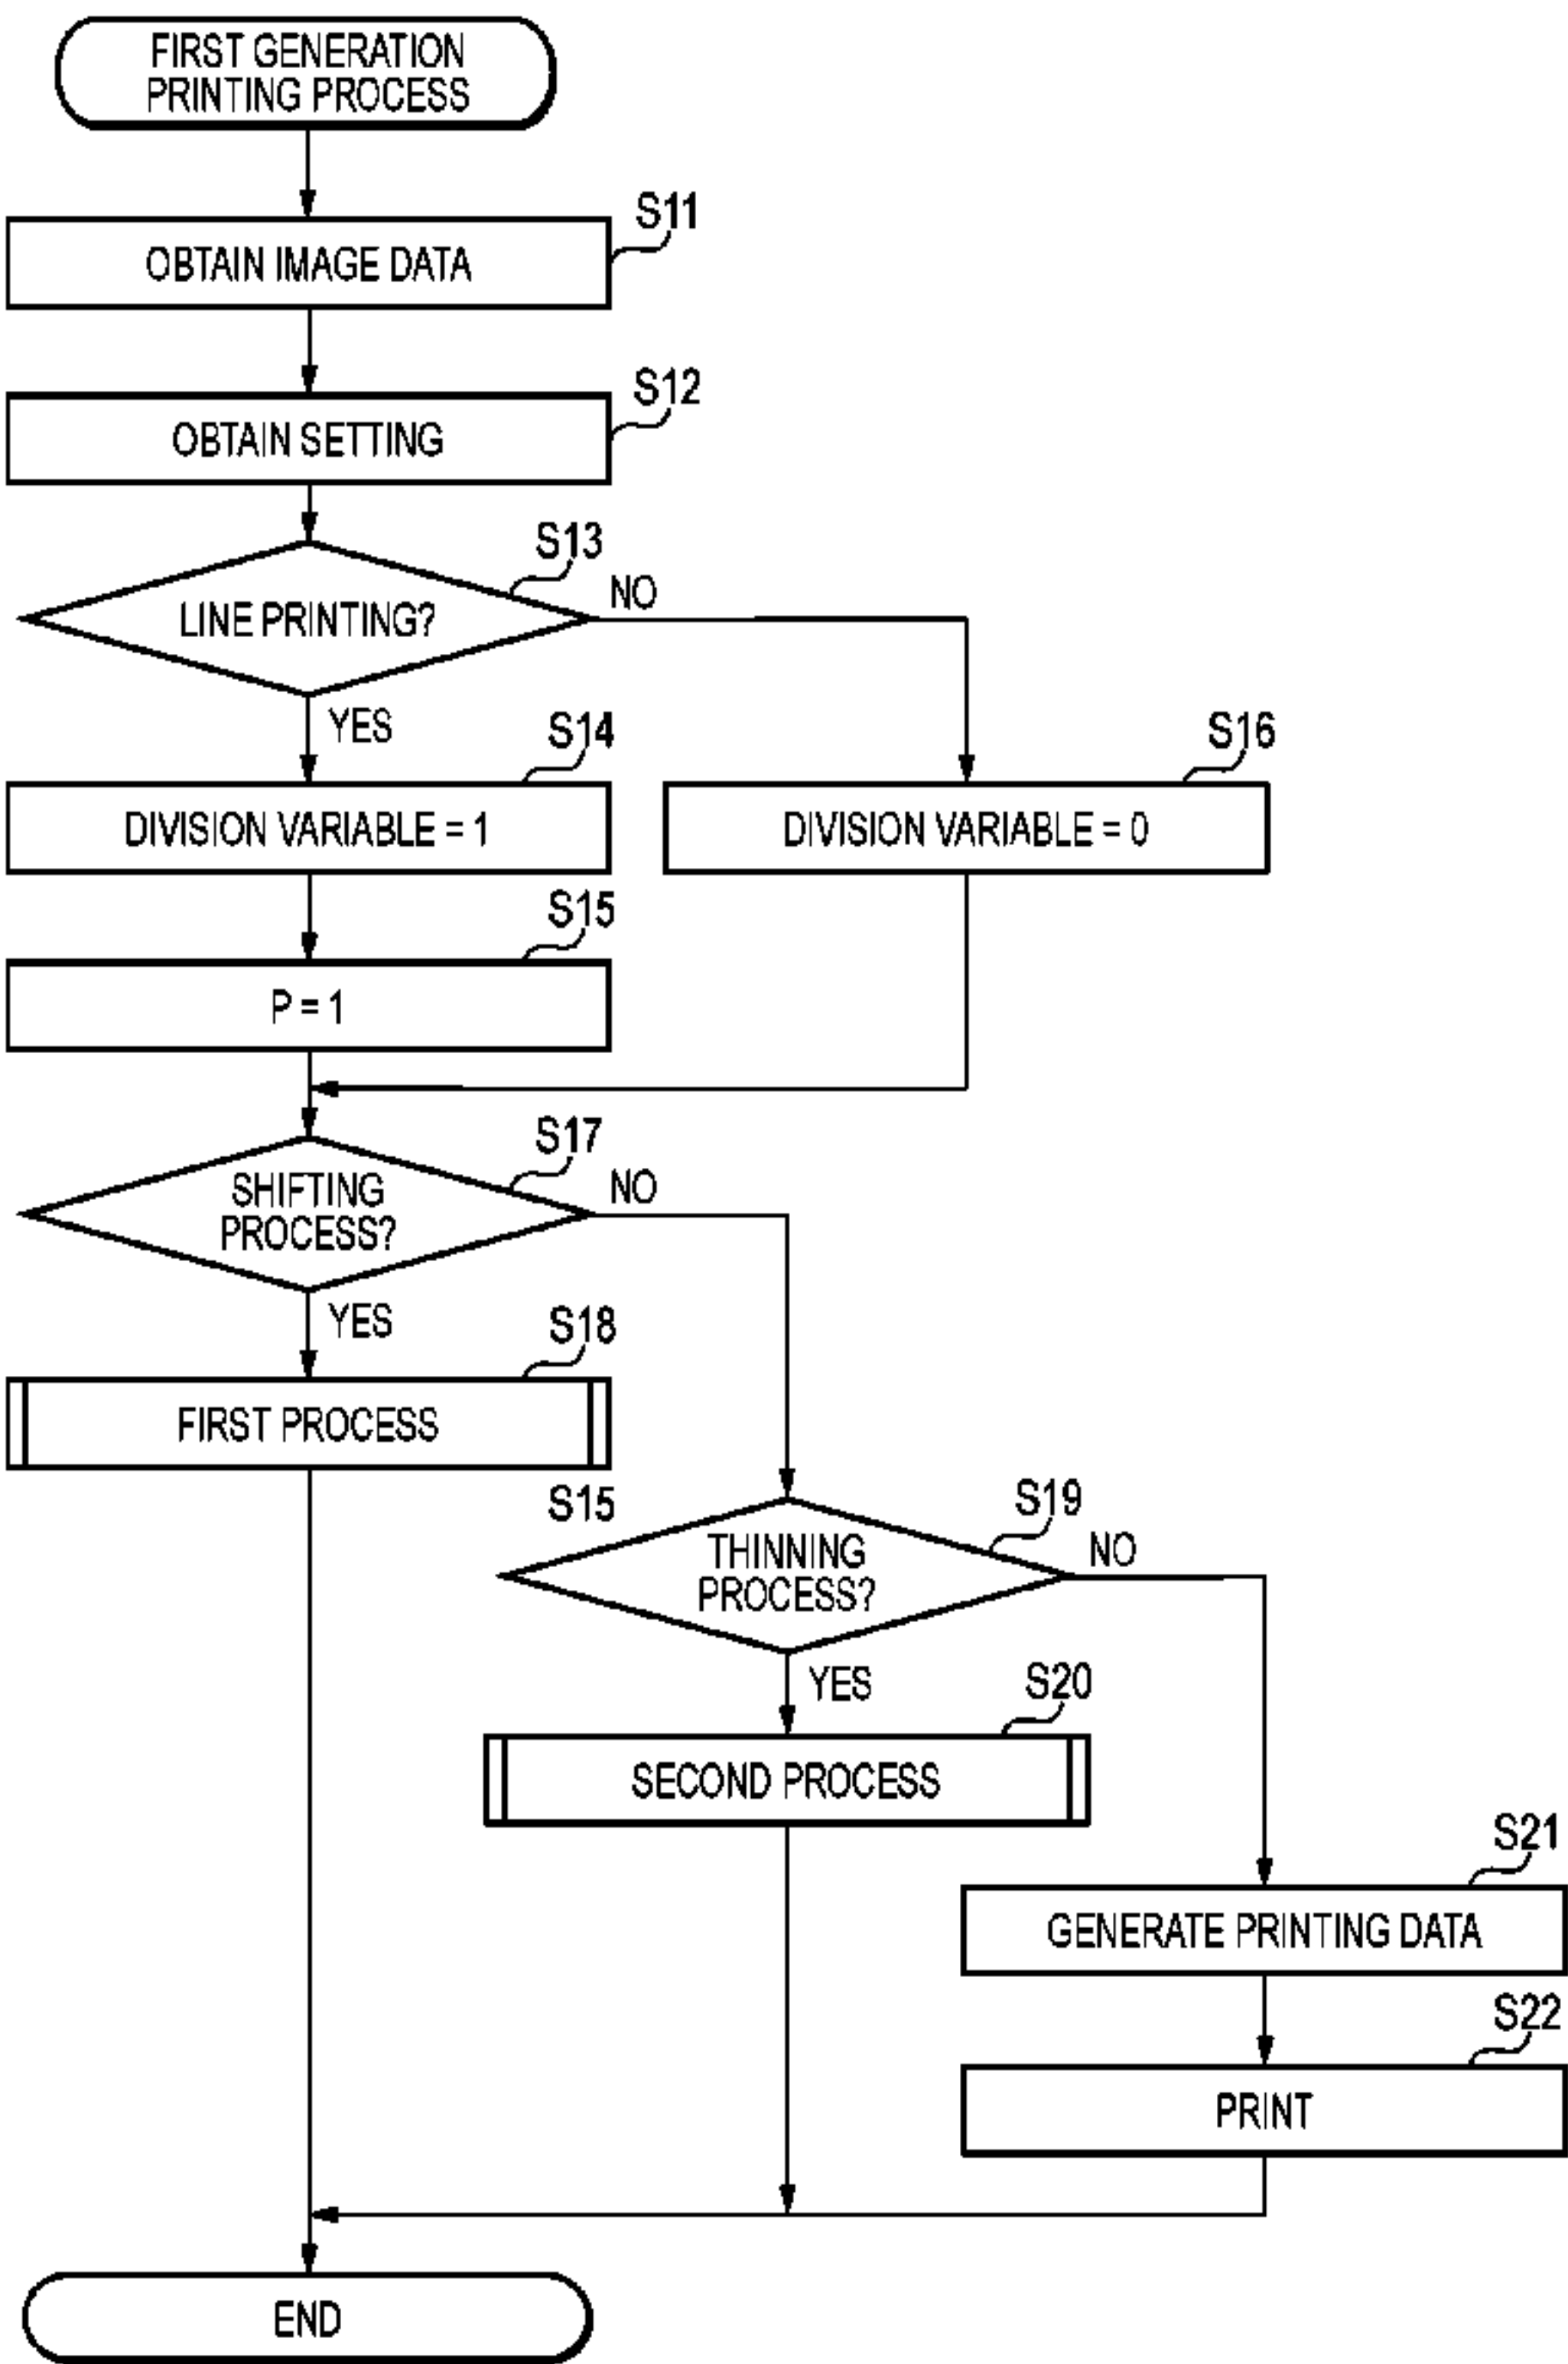 FIRST GENERATION
PRINTING PROCESS
S11
OBTAIN IMAGE DATA
S12
OBTAIN SETTING
S13
LINE PRINTING?
NO
YES
S14
DIVISION VARIABLE = 1
S16
DIVISION VARIABLE = 0
S15
P = 1
S17
SHIFTING
PROCESS?
NO
YES
S18
FIRST PROCESS
S15
S19
THINNING
PROCESS?
NO
YES
S20
SECOND PROCESS
S21
GENERATE PRINTING DATA
S22
PRINT
END